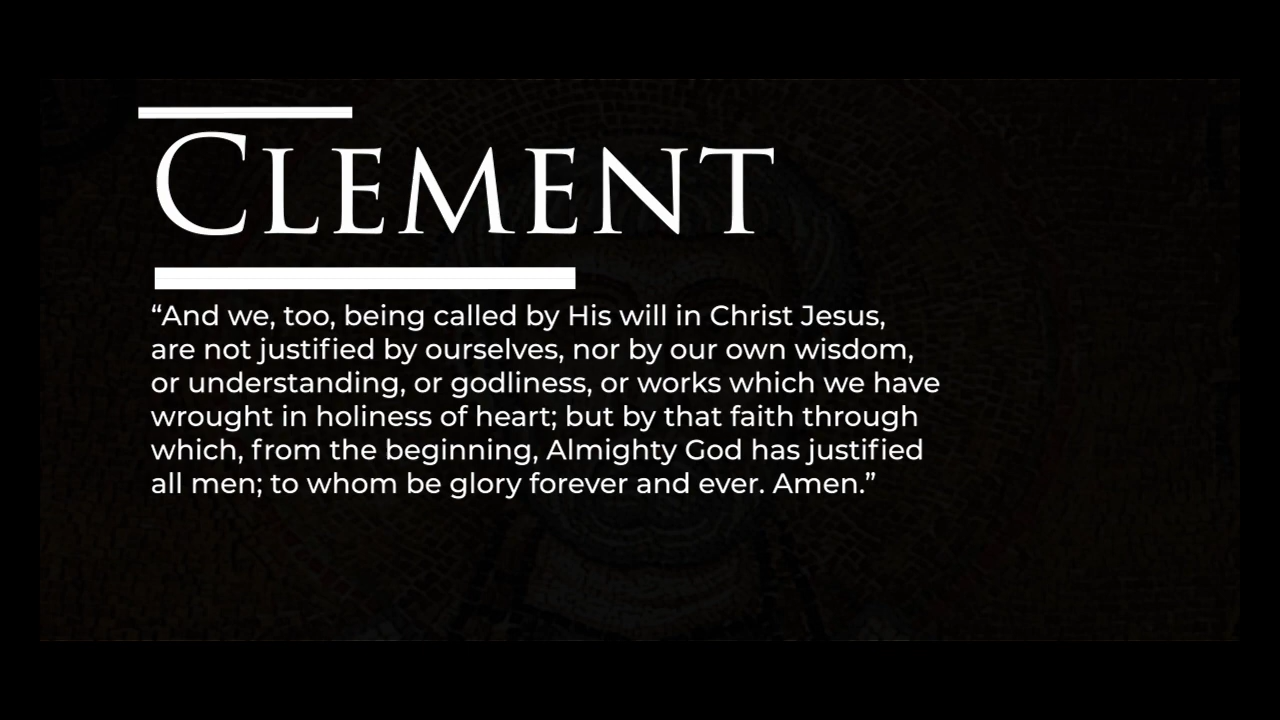 CLEMENT
“And we, too, being called by His will in Christ Jesus,
are not justified by ourselves, nor by our own wisdom,
or understanding, or godliness, or works which we have
wrought in holiness of heart; but by that faith through
which, from the beginning, Almighty God has justified
all men; to whom be glory forever and ever. Amen.”